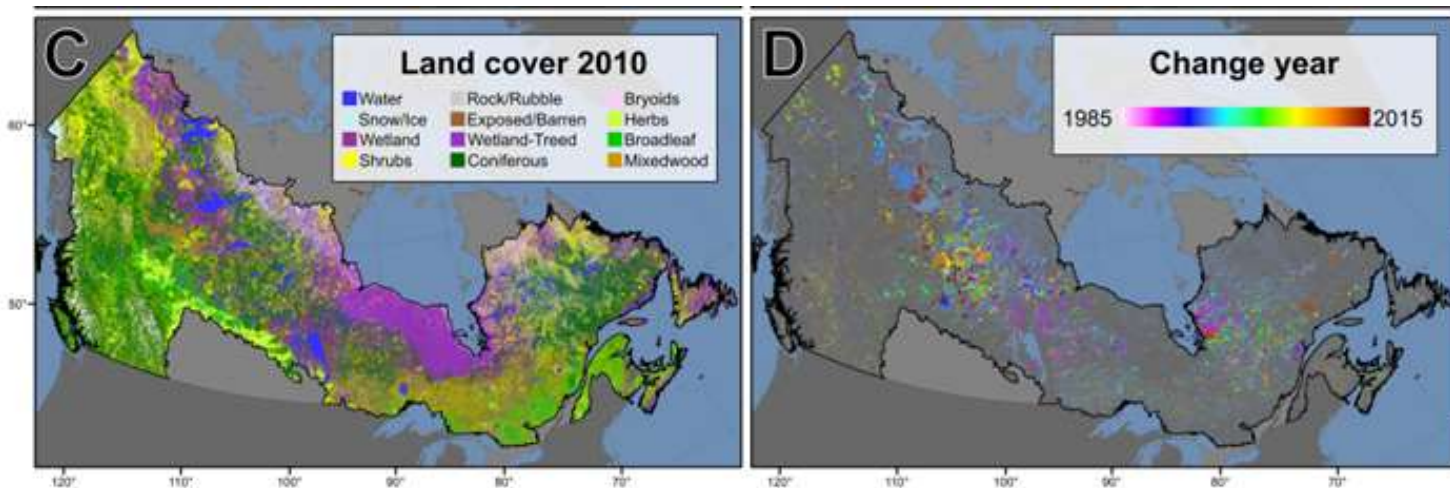 C
Land cover 2010
Water Rock/Rubble Bryoids
Snow/Ice Exposed/Barren Herbs
Wetland Wetland-Treed Broadleaf
Shrubs Coniferous Mixedwood
60°
50°
120° 110° 100° 90° 80° 70°
D
Change year
1985 2015
120° 110° 100° 90° 80° 70°